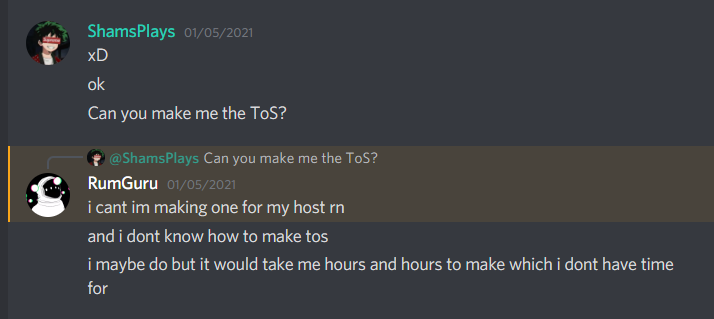 ShamsPlays 01/05/2021
xD
ok
Can you make me the ToS?
@ShamsPlays Can you make me the ToS?
RumGuru 01/05/2021
i cant im making one for my host rn
and i dont know how to make tos
i maybe do but it would take me hours and hours to make which i dont have time
for